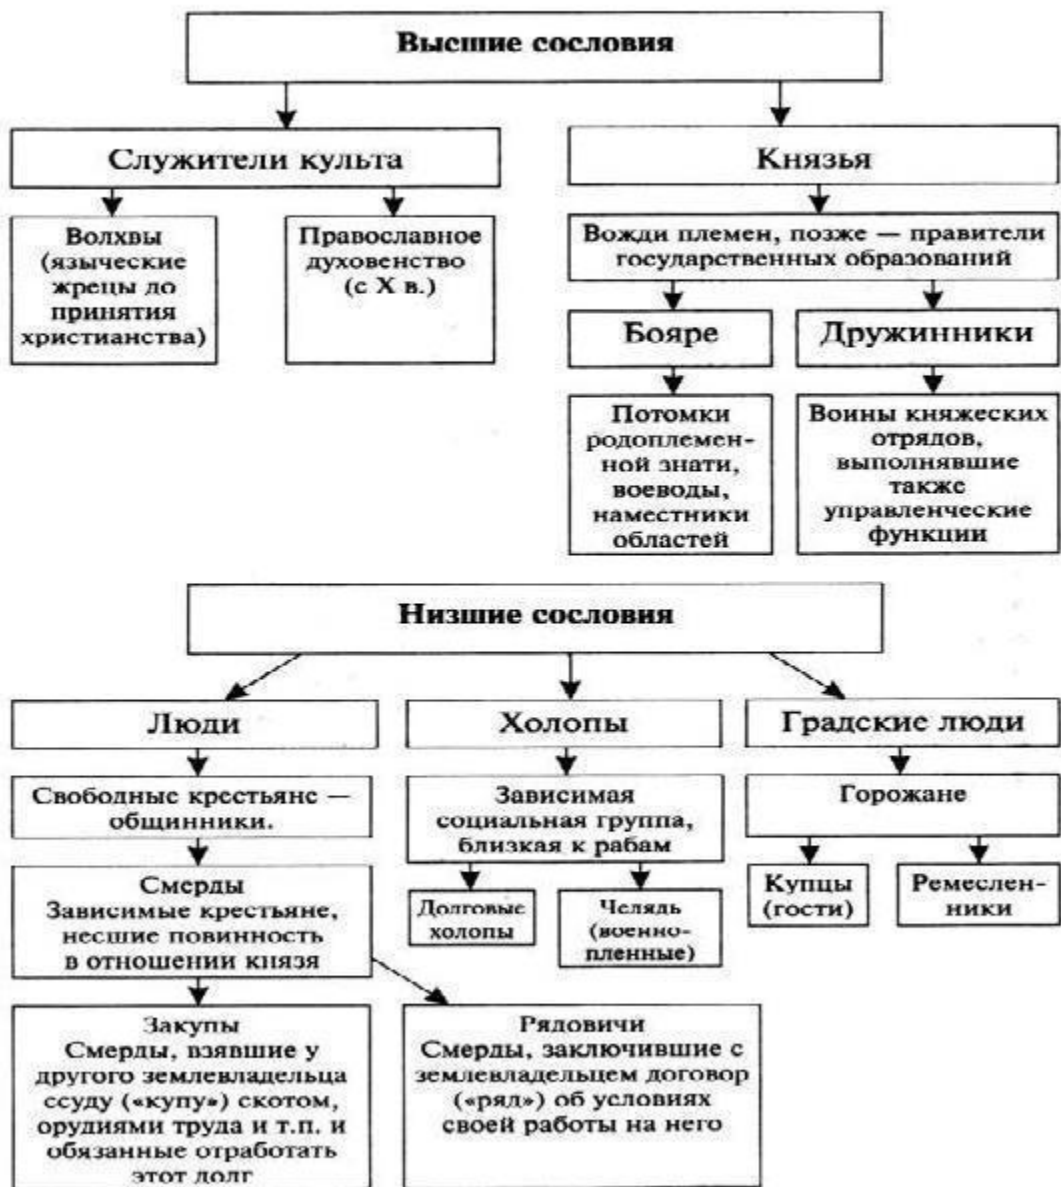 Высшие сословия
Служители культа
Князья
Волхвы
(языческие
жрецы до
принятия
христианства)
Православное
духовенство
(с X в.)
Вожди племен, позже — правители
государственных образований
Бояре
Дружинники
Потомки
родоплемен-
ной знати,
воеводы,
наместники
областей
Воины княжеских
отрядов,
выполнявшие
также
управленческие
функции
Низшие сословия
Люди
Холопы
Градские люди
Свободные крестьяне —
общинники.
Зависимая
социальная группа,
близкая к рабам
Горожане
Смерды
Зависимые крестьяне,
несшие повинность
в отношении князя
Долговые
холопы
Челядь
(военно-
пленные)
Купцы
(гости)
Ремеслен-
ники
Закупы
Смерды, взявшие у
другого землевладельца
ссуду («купу») скотом,
орудиями труда и т.п. и
обязанные отработать
этот долг
Рядовичи
Смерды, заключившие с
землевладельцем договор
(«ряд») об условиях
своей работы на него